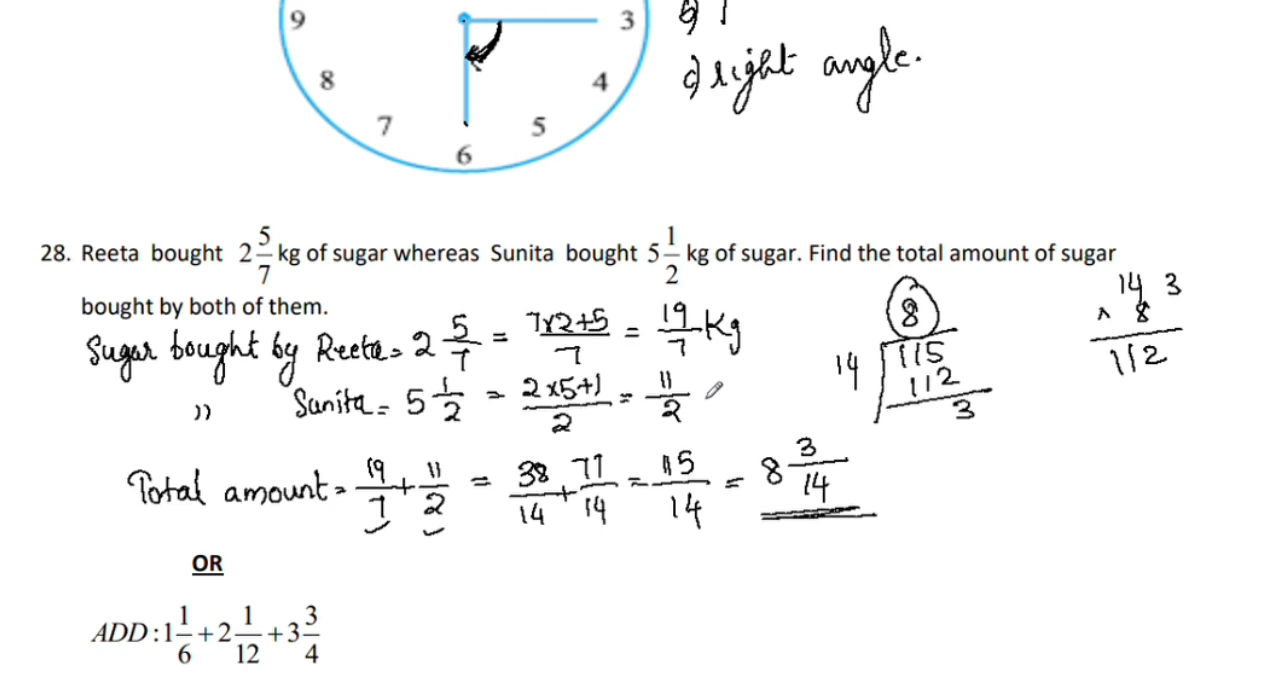 9 3
8 4
7 5
6
c) right angle.
28. Reeta bought 2 5/7 kg of sugar whereas Sunita bought 5 1/2 kg of sugar. Find the total amount of sugar
bought by both of them.
Sugar bought by Reeta = 2 5/7 = 7x2+5/7 = 19/7 Kg
" Sunita = 5 1/2 = 2x5+1/2 = 11/2
Total amount = 19/7 + 11/2 = 38/14 + 77/14 = 115/14 = 8 3/14
8
14 115
112
3
14 3
x 8
112
OR
ADD : 1 1/6 + 2 1/12 + 3 3/4